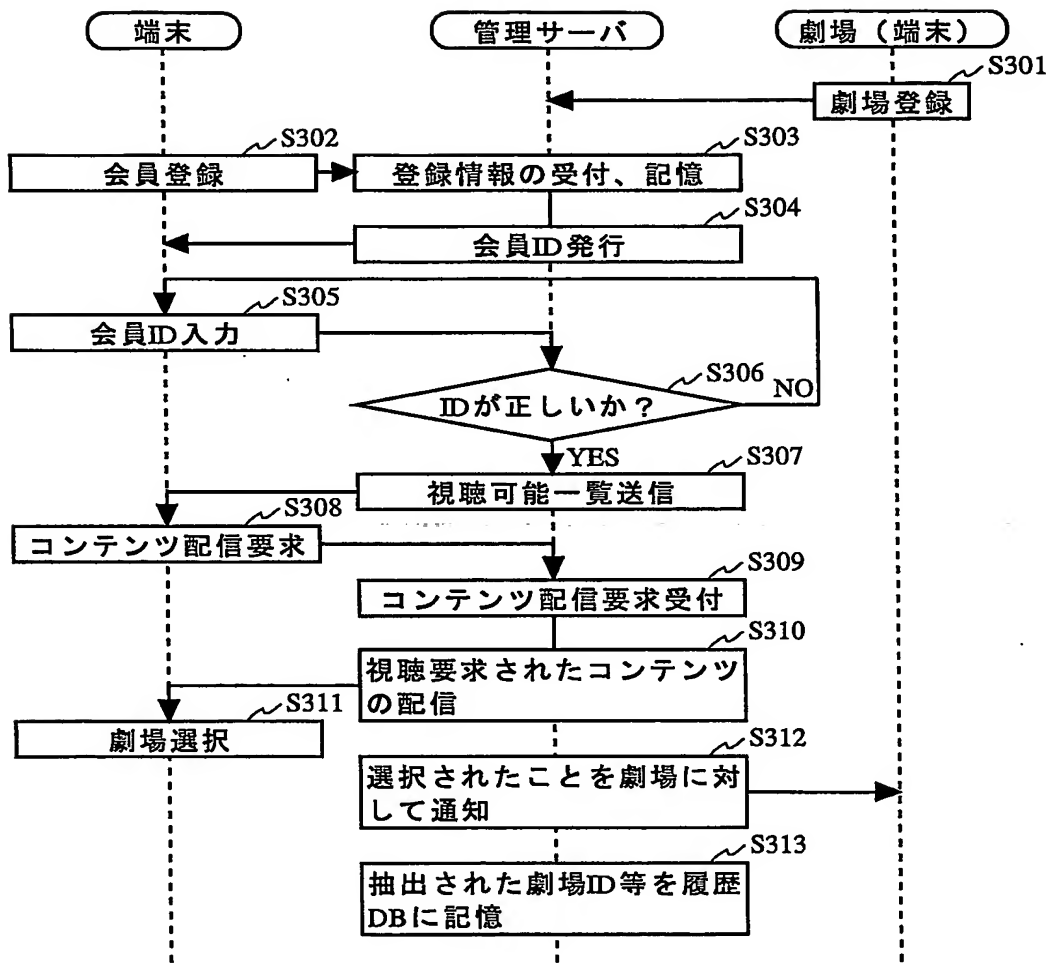 端末
管理サーバ
劇場（端末）
S301
劇場登録
S302
S303
会員登録
登録情報の受付、記憶
S304
会員ID発行
S305
会員ID入力
S306
IDが正しいか？
NO
YES
S307
視聴可能一覧送信
S308
コンテンツ配信要求
S309
コンテンツ配信要求受付
S310
視聴要求されたコンテンツ
の配信
S311
劇場選択
S312
選択されたことを劇場に対
して通知
S313
抽出された劇場ID等を履歴
DBに記憶